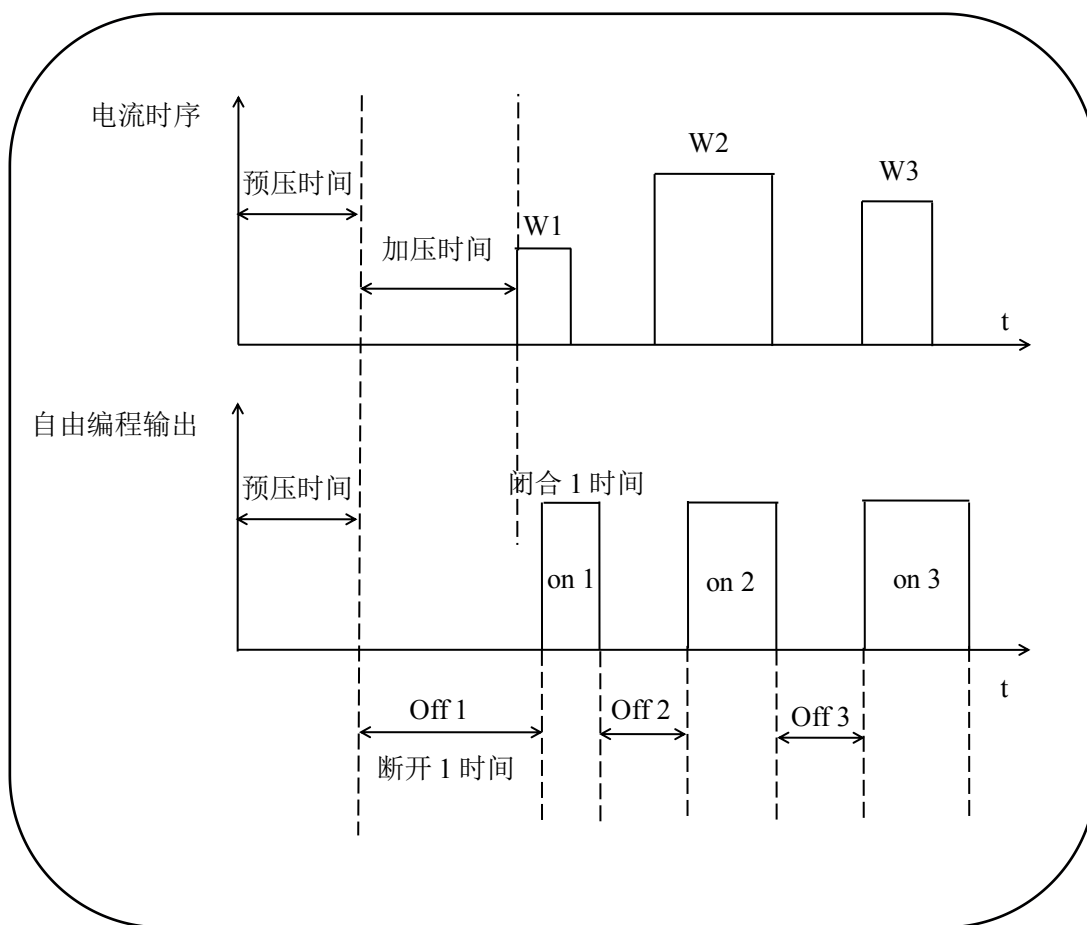 电流时序
预压时间
加压时间
W1
W2
W3
t
自由编程输出
预压时间
闭合 1 时间
on 1
on 2
on 3
t
Off 1
Off 2
Off 3
断开 1 时间